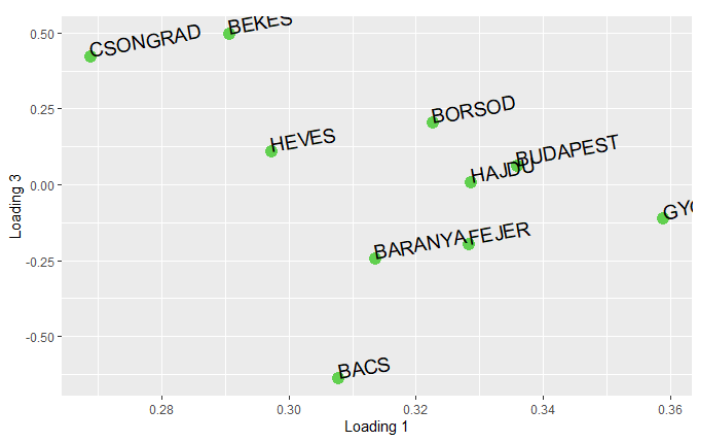 BEKES
0.50
CSONGRAD
0.25
BORSOD
HEVES
BUDAPEST
HAJDU
0.00
Loading 3
GYO
BARANYA
FEJER
-0.25
-0.50
BACS
0.28 0.30 0.32 0.34 0.36
Loading 1